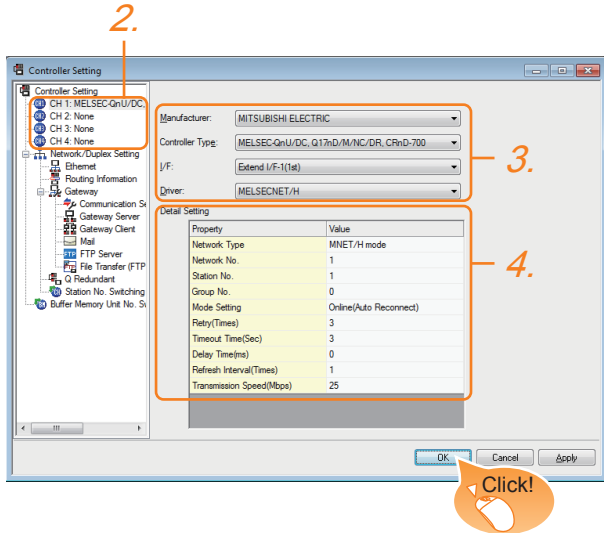 2.
Controller Setting
Controller Setting
CH 1: MELSEC-QnU/DC,
CH 2: None
CH 3: None
CH 4: None
Network/Duplex Setting
Ethernet
Routing Information
Gateway
Communication Se
Gateway Server
Gateway Client
Mail
FTP Server
File Transfer (FTP
Q Redundant
Station No. Switching
Buffer Memory Unit No. Sw
Manufacturer: MITSUBISHI ELECTRIC
Controller Type: MELSEC-QnU/DC, Q17nD/M/NC/DR, CRnD-700
I/F: Extend I/F-1(1st)
Driver: MELSECNET/H
3.
Detail Setting
Property Value
Network Type MNET/H mode
Network No. 1
Station No. 1
Group No. 0
Mode Setting Online(Auto Reconnect)
Retry(Times) 3
Timeout Time(Sec) 3
Delay Time(ms) 0
Refresh Interval(Times) 1
Transmission Speed(Mbps) 25
4.
OK Cancel Apply
Click!